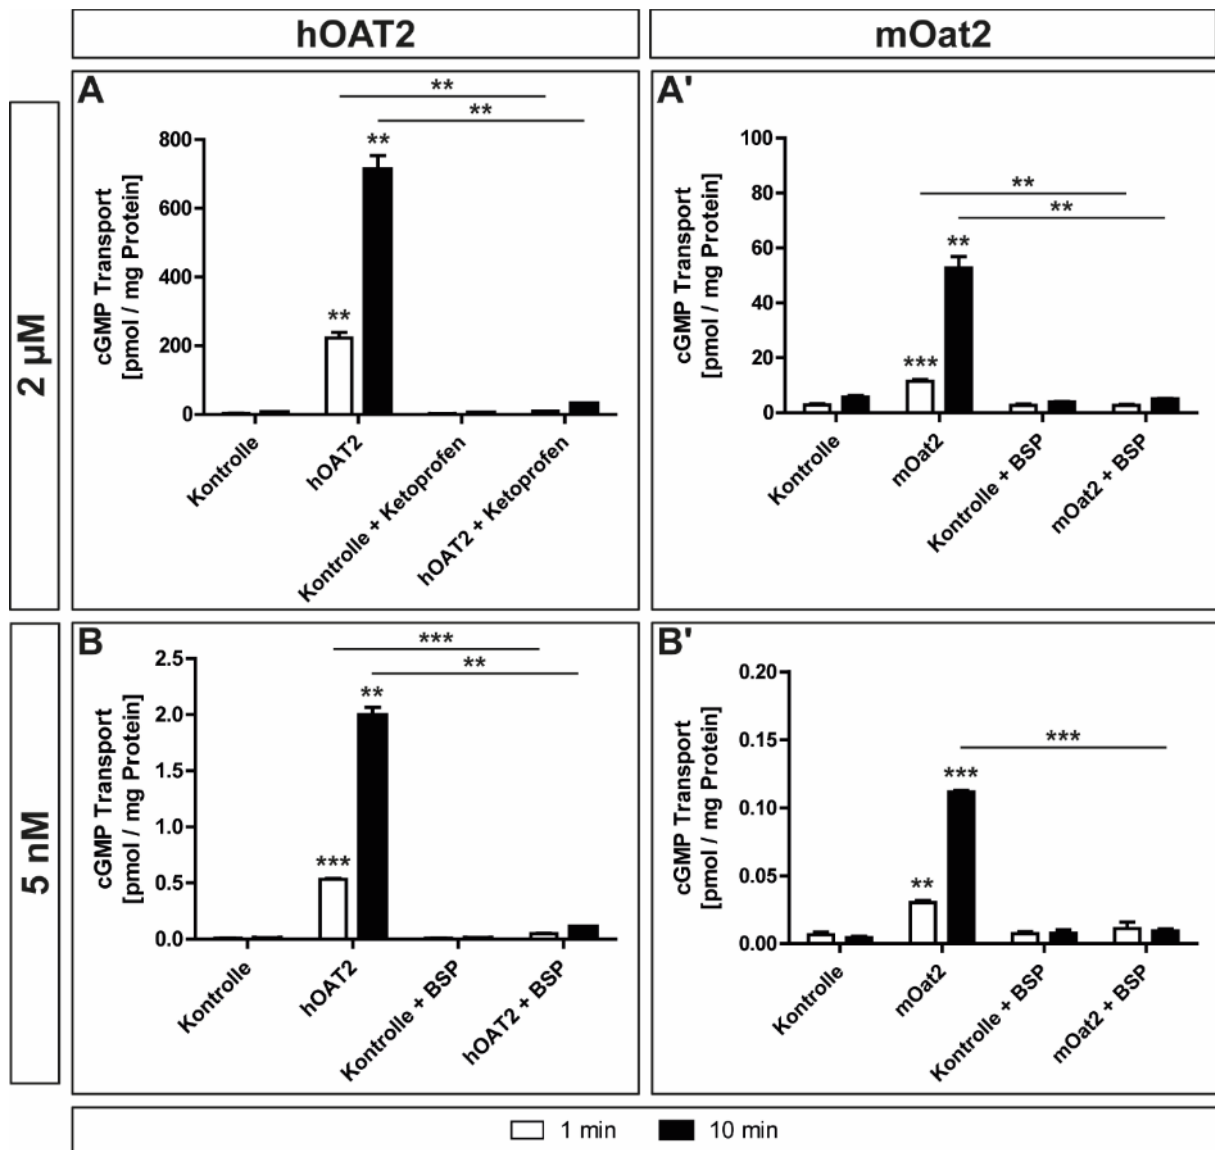 hOAT2
mOat2
2 µM
A
**
**
cGMP Transport
[pmol / mg Protein]
800
600
400
200
0
**
**
Kontrolle
hOAT2
Kontrolle + Ketoprofen
hOAT2 + Ketoprofen
A'
**
**
cGMP Transport
[pmol / mg Protein]
100
80
60
40
20
0
***
**
Kontrolle
mOat2
Kontrolle + BSP
mOat2 + BSP
5 nM
B
***
**
cGMP Transport
[pmol / mg Protein]
2.5
2.0
1.5
1.0
0.5
0.0
***
**
Kontrolle
hOAT2
Kontrolle + BSP
hOAT2 + BSP
B'
***
cGMP Transport
[pmol / mg Protein]
0.20
0.15
0.10
0.05
0.00
**
***
Kontrolle
mOat2
Kontrolle + BSP
mOat2 + BSP
1 min
10 min